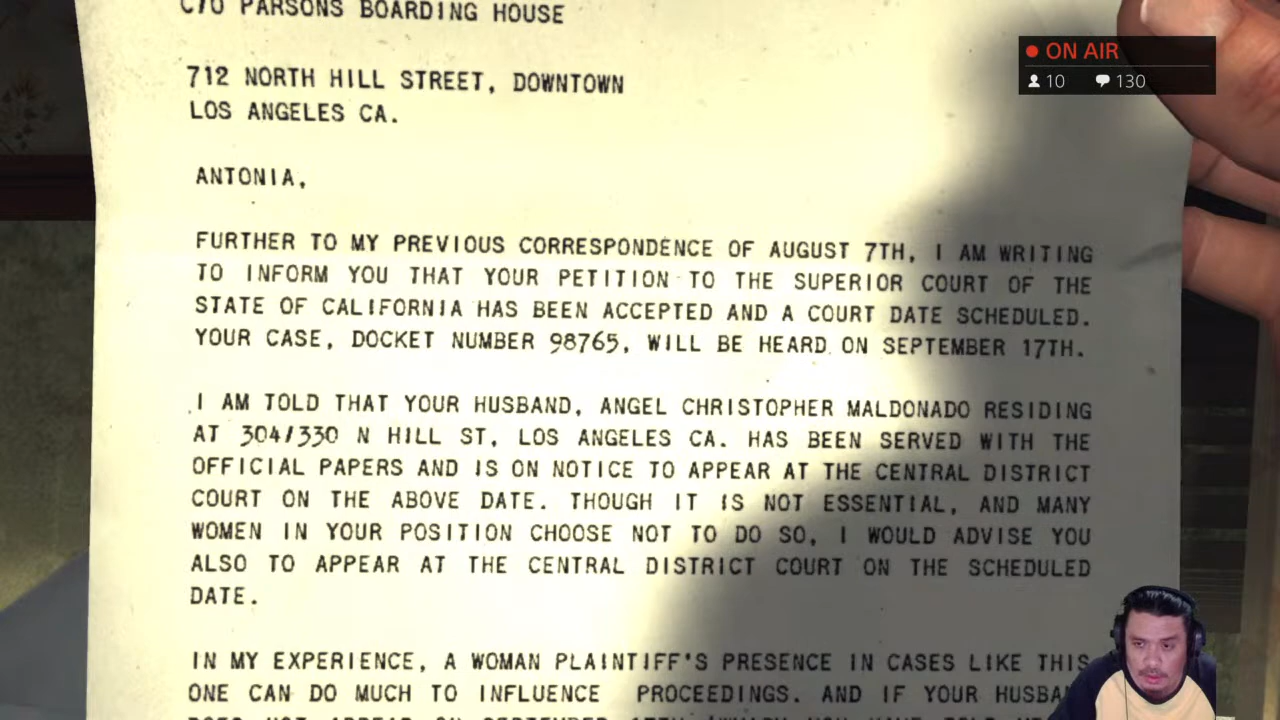 C/O PARSONS BOARDING HOUSE
712 NORTH HILL STREET, DOWNTOWN
LOS ANGELES CA.
ANTONIA,
FURTHER TO MY PREVIOUS CORRESPONDENCE OF AUGUST 7TH, I AM WRITING
TO INFORM YOU THAT YOUR PETITION TO THE SUPERIOR COURT OF THE
STATE OF CALIFORNIA HAS BEEN ACCEPTED AND A COURT DATE SCHEDULED.
YOUR CASE, DOCKET NUMBER 98765, WILL BE HEARD ON SEPTEMBER 17TH.
I AM TOLD THAT YOUR HUSBAND, ANGEL CHRISTOPHER MALDONADO RESIDING
AT 304/330 N HILL ST, LOS ANGELES CA. HAS BEEN SERVED WITH THE
OFFICIAL PAPERS AND IS ON NOTICE TO APPEAR AT THE CENTRAL DISTRICT
COURT ON THE ABOVE DATE. THOUGH IT IS NOT ESSENTIAL, AND MANY
WOMEN IN YOUR POSITION CHOOSE NOT TO DO SO, I WOULD ADVISE YOU
ALSO TO APPEAR AT THE CENTRAL DISTRICT COURT ON THE SCHEDULED
DATE.
IN MY EXPERIENCE, A WOMAN PLAINTIFF'S PRESENCE IN CASES LIKE THIS
ONE CAN DO MUCH TO INFLUENCE PROCEEDINGS. AND IF YOUR
ON AIR
10 130